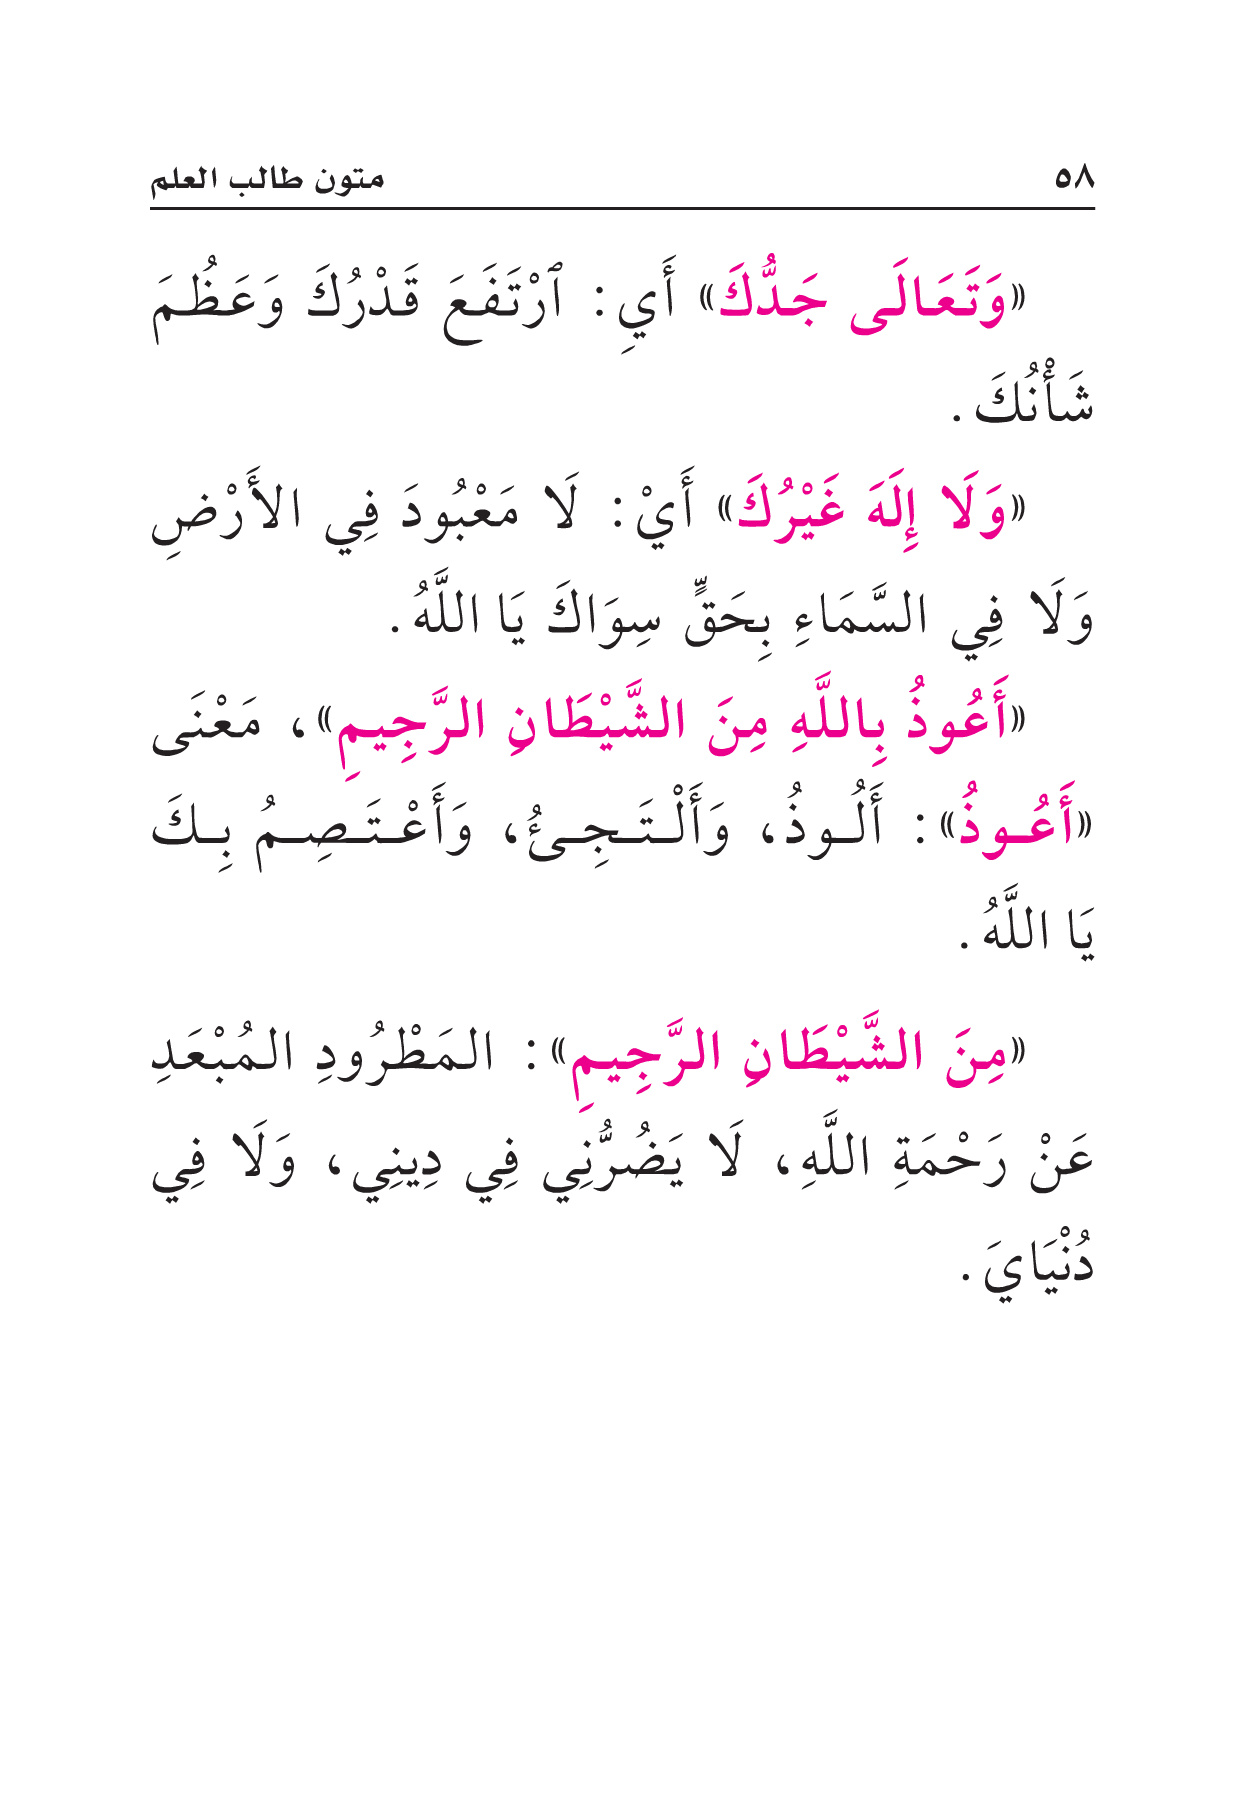 ٥٨ متون طالب العلم
«وَتَعَالَى جَدُّكَ» أَيِ: ٱرْتَفَعَ قَدْرُكَ وَعَظُمَ
شَأْنُكَ.
«وَلَا إِلَهَ غَيْرُكَ» أَيْ: لَا مَعْبُودَ فِي الأَرْضِ
وَلَا فِي السَّمَاءِ بِحَقٍّ سِوَاكَ يَا اللَّهُ.
«أَعُوذُ بِاللَّهِ مِنَ الشَّيْطَانِ الرَّجِيمِ»، مَعْنَى
«أَعُوذُ»: أَلُوذُ، وَأَلْتَجِئُ، وَأَعْتَصِمُ بِكَ
يَا اللَّهُ.
«مِنَ الشَّيْطَانِ الرَّجِيمِ»: المَطْرُودِ المُبْعَدِ
عَنْ رَحْمَةِ اللَّهِ، لَا يَضُرُّنِي فِي دِينِي، وَلَا فِي
دُنْيَايَ.